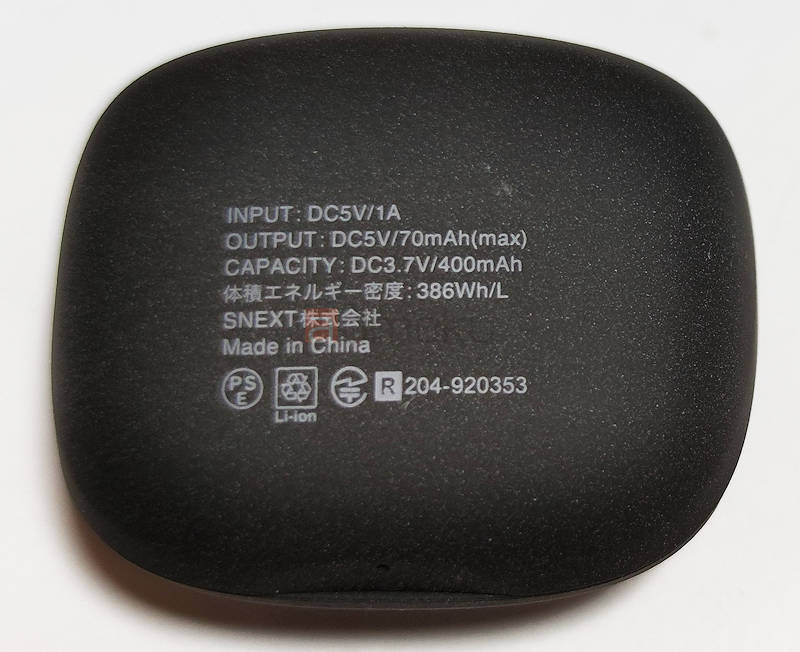 INPUT: DC5V/1A
OUTPUT: DC5V/70mAh(max)
CAPACITY: DC3.7V/400mAh
体積エネルギー密度: 386Wh/L
SNEXT株式会社
Made in China
PSE
R 204-920353
Li-ion